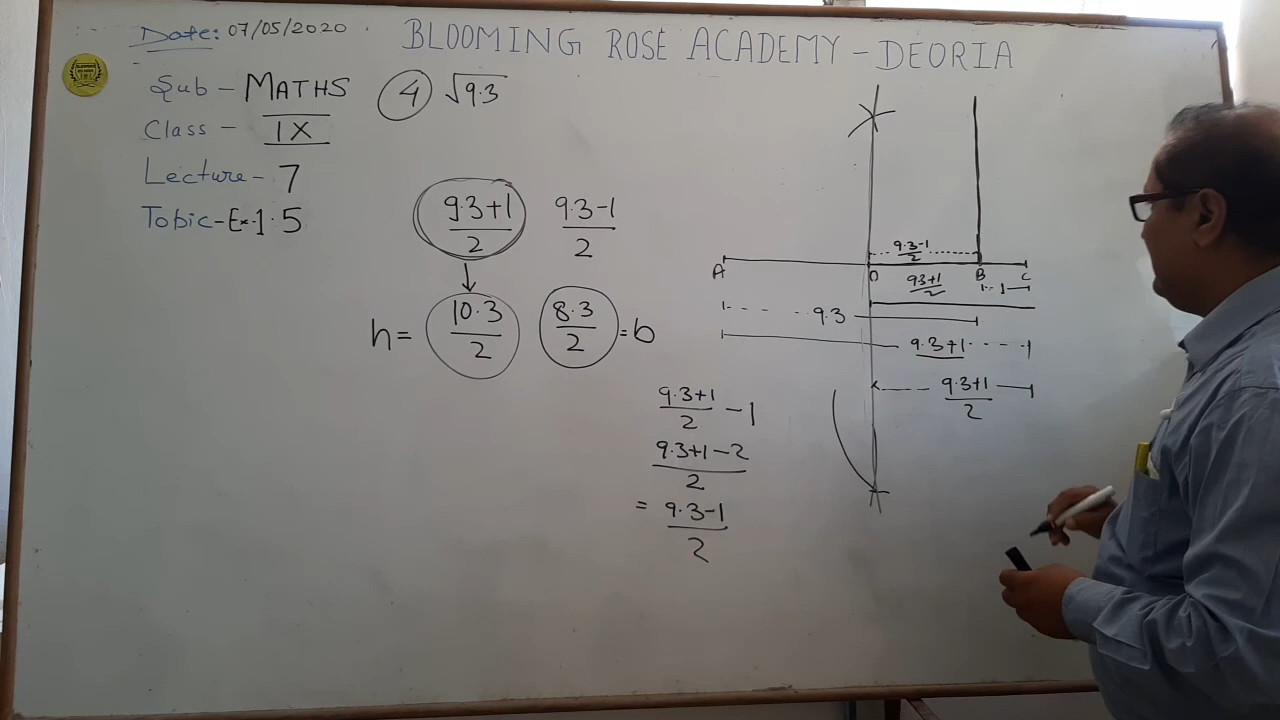 Date: 07/05/2020
BLOOMING ROSE ACADEMY - DEORIA
Sub - MATHS
Class - IX
Lecture - 7
Tobic - Ex-1.5
4 √9.3
9.3+1/2 9.3-1/2
h = 10.3/2 8.3/2 = b
9.3+1/2 - 1
9.3+1-2/2
= 9.3-1/2
9.3-1/2
A O B C
9.3+1/2
1
9.3
9.3+1
9.3+1/2